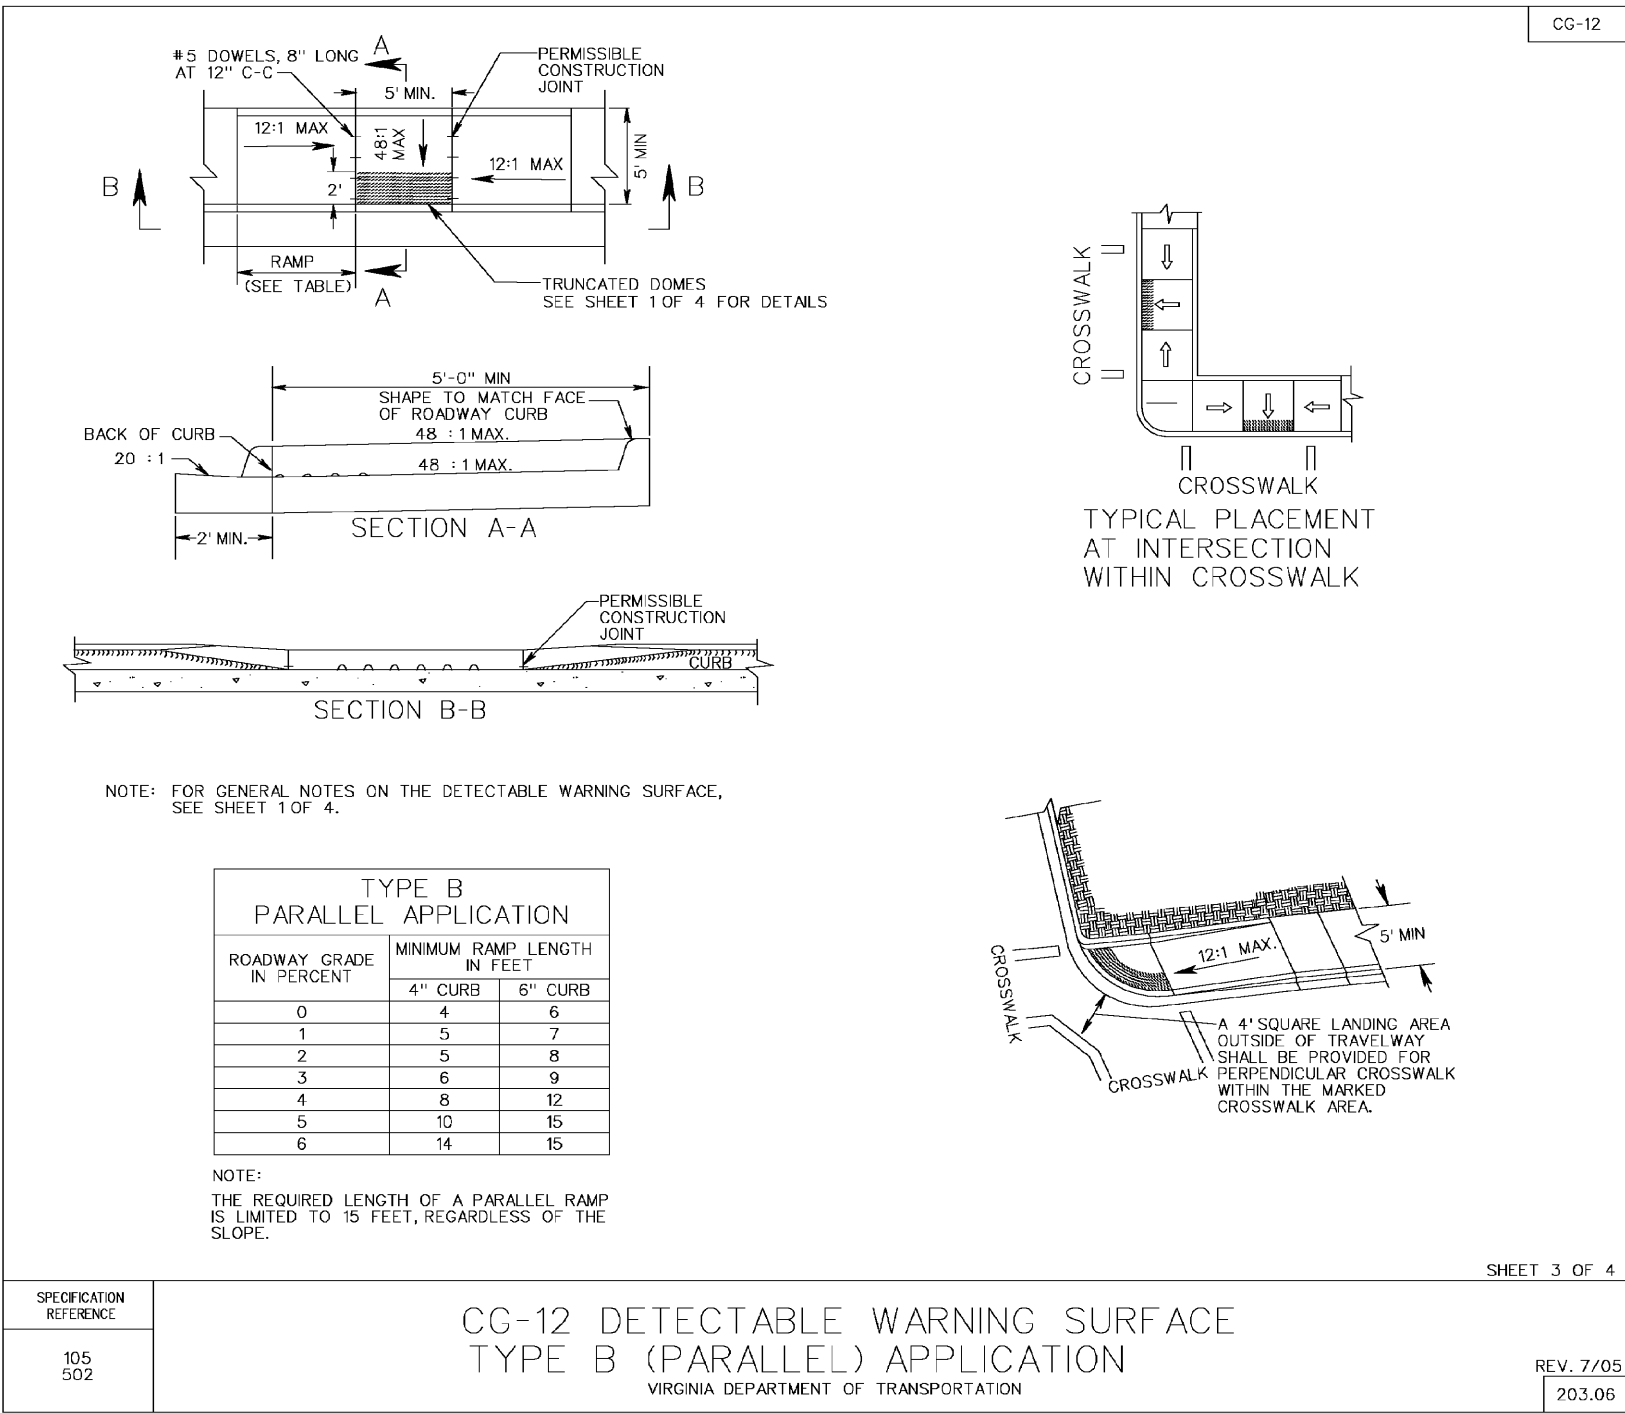 CG-12
#5 DOWELS, 8" LONG
AT 12" C-C
A
PERMISSIBLE
CONSTRUCTION
JOINT
5' MIN.
12:1 MAX
48:1
MAX
12:1 MAX
5' MIN
2'
B
B
RAMP
(SEE TABLE)
A
TRUNCATED DOMES
SEE SHEET 1 OF 4 FOR DETAILS
5'-0" MIN
SHAPE TO MATCH FACE
OF ROADWAY CURB
48 : 1 MAX.
BACK OF CURB
20 : 1
48 : 1 MAX.
2' MIN.
SECTION A-A
PERMISSIBLE
CONSTRUCTION
JOINT
CURB
SECTION B-B
CROSSWALK
CROSSWALK
TYPICAL PLACEMENT
AT INTERSECTION
WITHIN CROSSWALK
NOTE: FOR GENERAL NOTES ON THE DETECTABLE WARNING SURFACE,
SEE SHEET 1 OF 4.
TYPE B
PARALLEL APPLICATION
ROADWAY GRADE
IN PERCENT
MINIMUM RAMP LENGTH
IN FEET
4" CURB 6" CURB
0 4 6
1 5 7
2 5 8
3 6 9
4 8 12
5 10 15
6 14 15
NOTE:
THE REQUIRED LENGTH OF A PARALLEL RAMP
IS LIMITED TO 15 FEET, REGARDLESS OF THE
SLOPE.
5' MIN
12:1 MAX.
CROSSWALK
CROSSWALK
A 4' SQUARE LANDING AREA
OUTSIDE OF TRAVELWAY
SHALL BE PROVIDED FOR
PERPENDICULAR CROSSWALK
WITHIN THE MARKED
CROSSWALK AREA.
SHEET 3 OF 4
SPECIFICATION
REFERENCE
105
502
CG-12 DETECTABLE WARNING SURFACE
TYPE B (PARALLEL) APPLICATION
VIRGINIA DEPARTMENT OF TRANSPORTATION
REV. 7/05
203.06